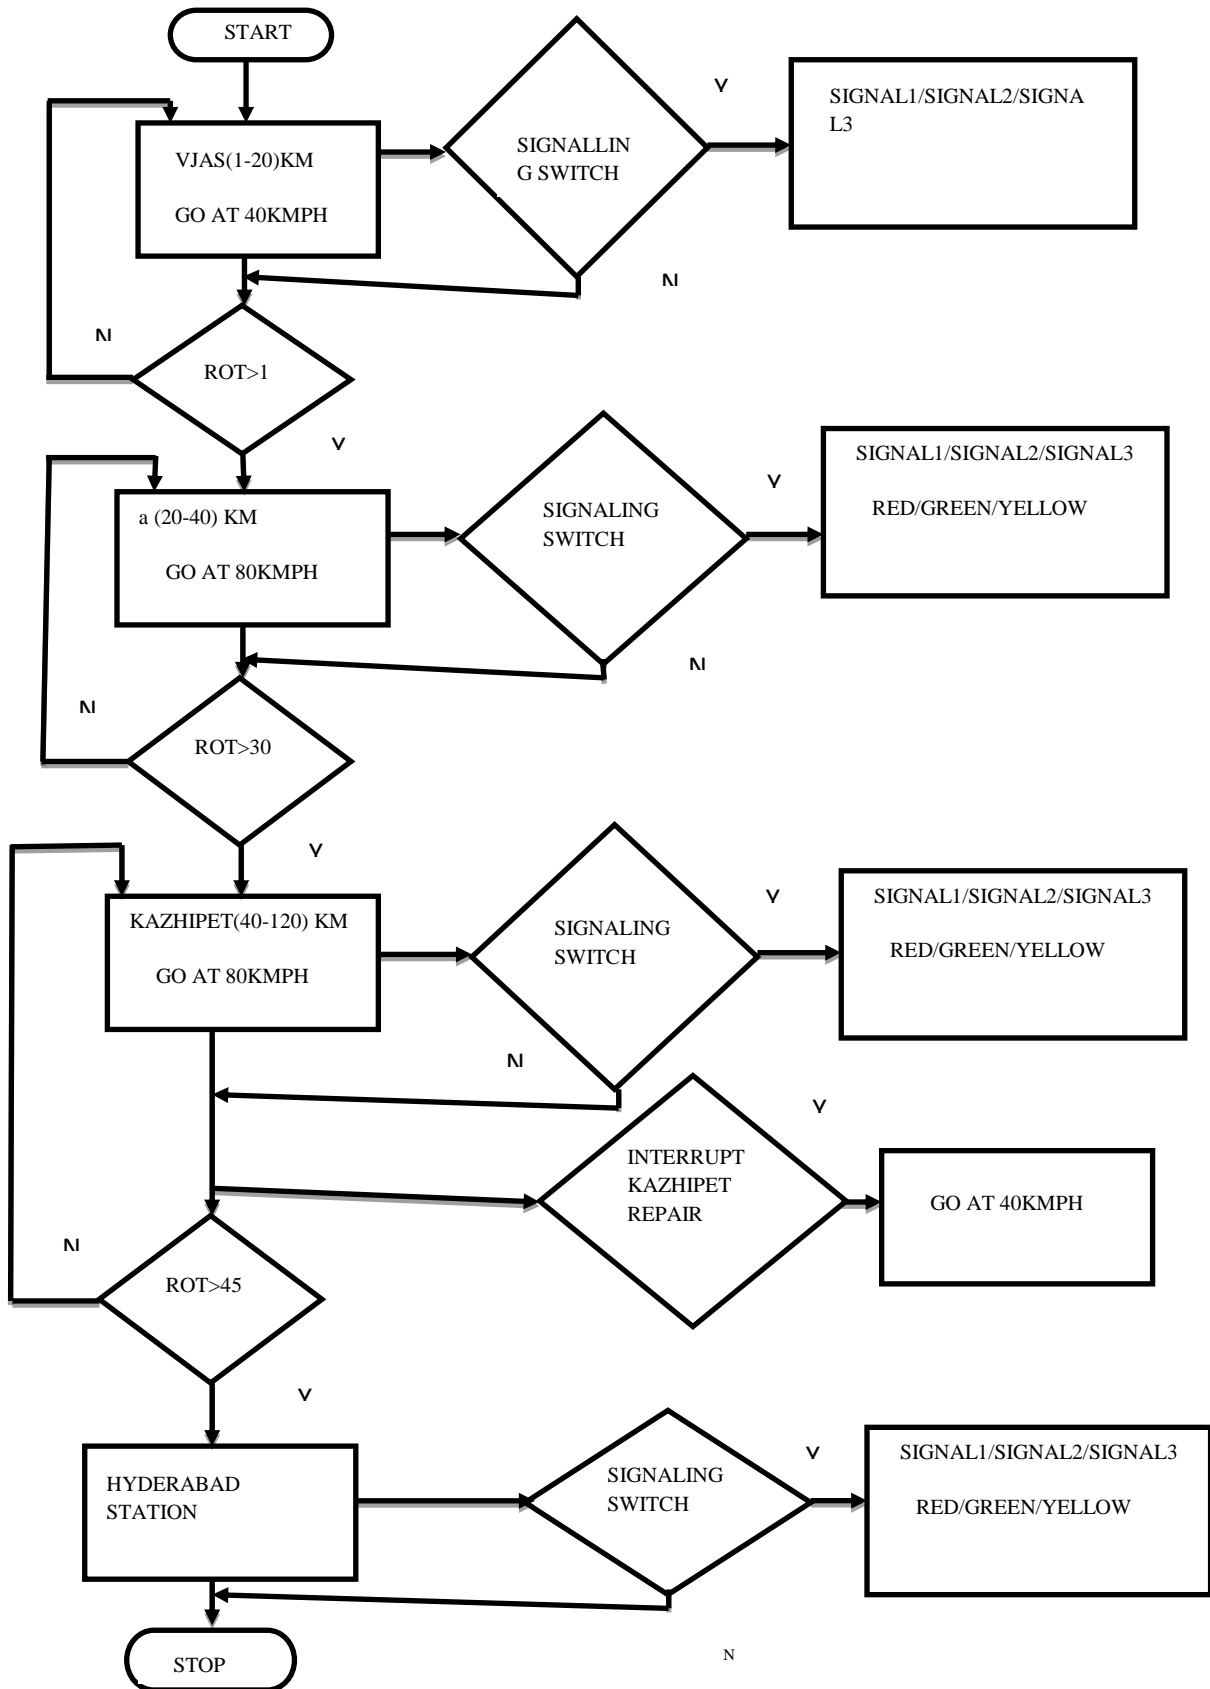 START
Y
SIGNAL1/SIGNAL2/SIGNA
L3
VJAS(1-20)KM
GO AT 40KMPH
SIGNALLIN
G SWITCH
N
N
ROT>1
Y
SIGNAL1/SIGNAL2/SIGNAL3
RED/GREEN/YELLOW
Y
a (20-40) KM
GO AT 80KMPH
SIGNALING
SWITCH
N
N
ROT>30
Y
KAZHIPET(40-120) KM
GO AT 80KMPH
SIGNALING
SWITCH
Y
SIGNAL1/SIGNAL2/SIGNAL3
RED/GREEN/YELLOW
N
Y
INTERRUPT
KAZHIPET
REPAIR
GO AT 40KMPH
N
ROT>45
Y
HYDERABAD
STATION
SIGNALING
SWITCH
Y
SIGNAL1/SIGNAL2/SIGNAL3
RED/GREEN/YELLOW
N
STOP